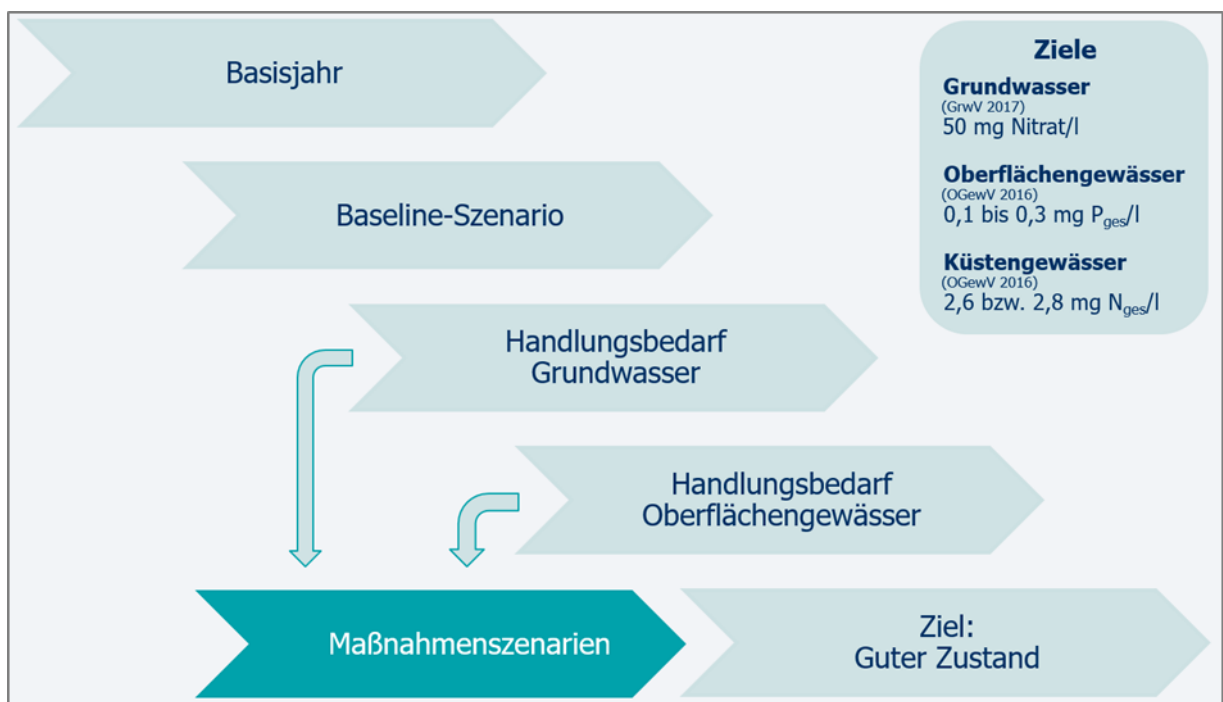 Basisjahr
Baseline-Szenario
Handlungsbedarf
Grundwasser
Handlungsbedarf
Oberflächengewässer
Maßnahmenszenarien
Ziel:
Guter Zustand
Ziele
Grundwasser
(GrwV 2017)
50 mg Nitrat/l
Oberflächengewässer
(OGewV 2016)
0,1 bis 0,3 mg Pges/l
Küstengewässer
(OGewV 2016)
2,6 bzw. 2,8 mg Nges/l